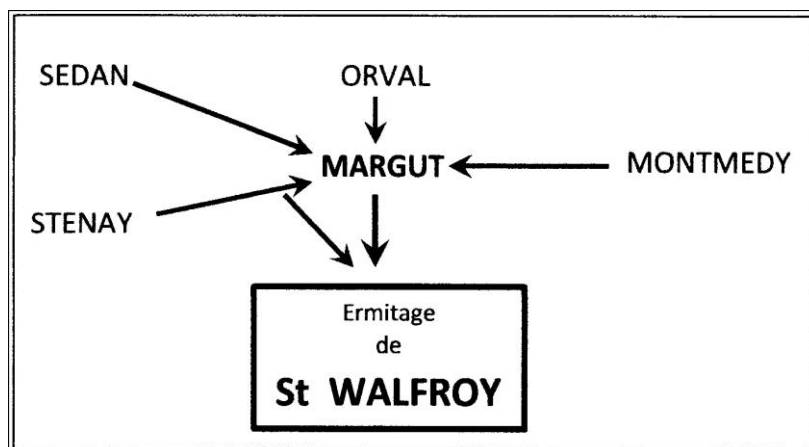 SEDAN
ORVAL
MARGUT
MONTMEDY
STENAY
Ermitage
de
St WALFROY